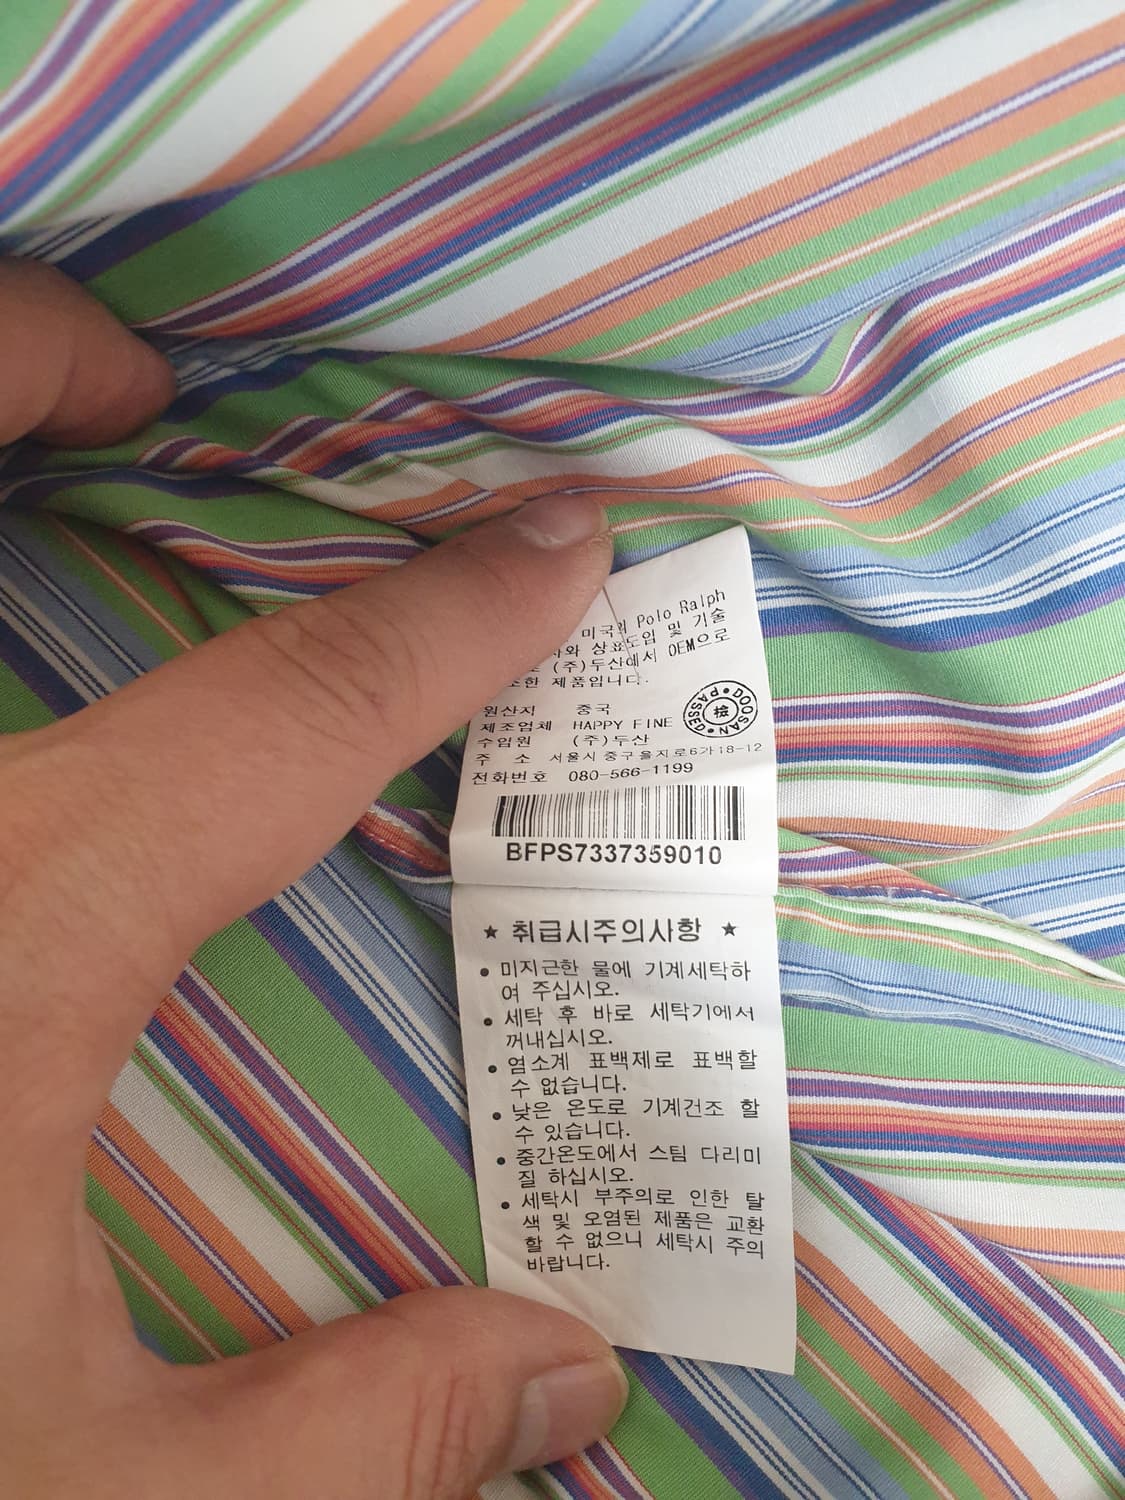 미국의 Polo Ralph
상표도입 및 기술
(주)두산에서 OEM으로
제품입니다.
원산지 중국
제조업체 HAPPY FINE
수입원 (주)두산
주 소 서울시중구을지로6가18-12
전화번호 080-566-1199
DOOSAN PASSED
檢
BFPS7337359010
★ 취급시주의사항 ★
• 미지근한 물에 기계세탁하
여 주십시오.
• 세탁 후 바로 세탁기에서
꺼내십시오.
• 염소계 표백제로 표백할
수 없습니다.
• 낮은 온도로 기계건조 할
수 있습니다.
• 중간온도에서 스팀 다리미
질 하십시오.
• 세탁시 부주의로 인한 탈
색 및 오염된 제품은 교환
할 수 없으니 세탁시 주의
바랍니다.